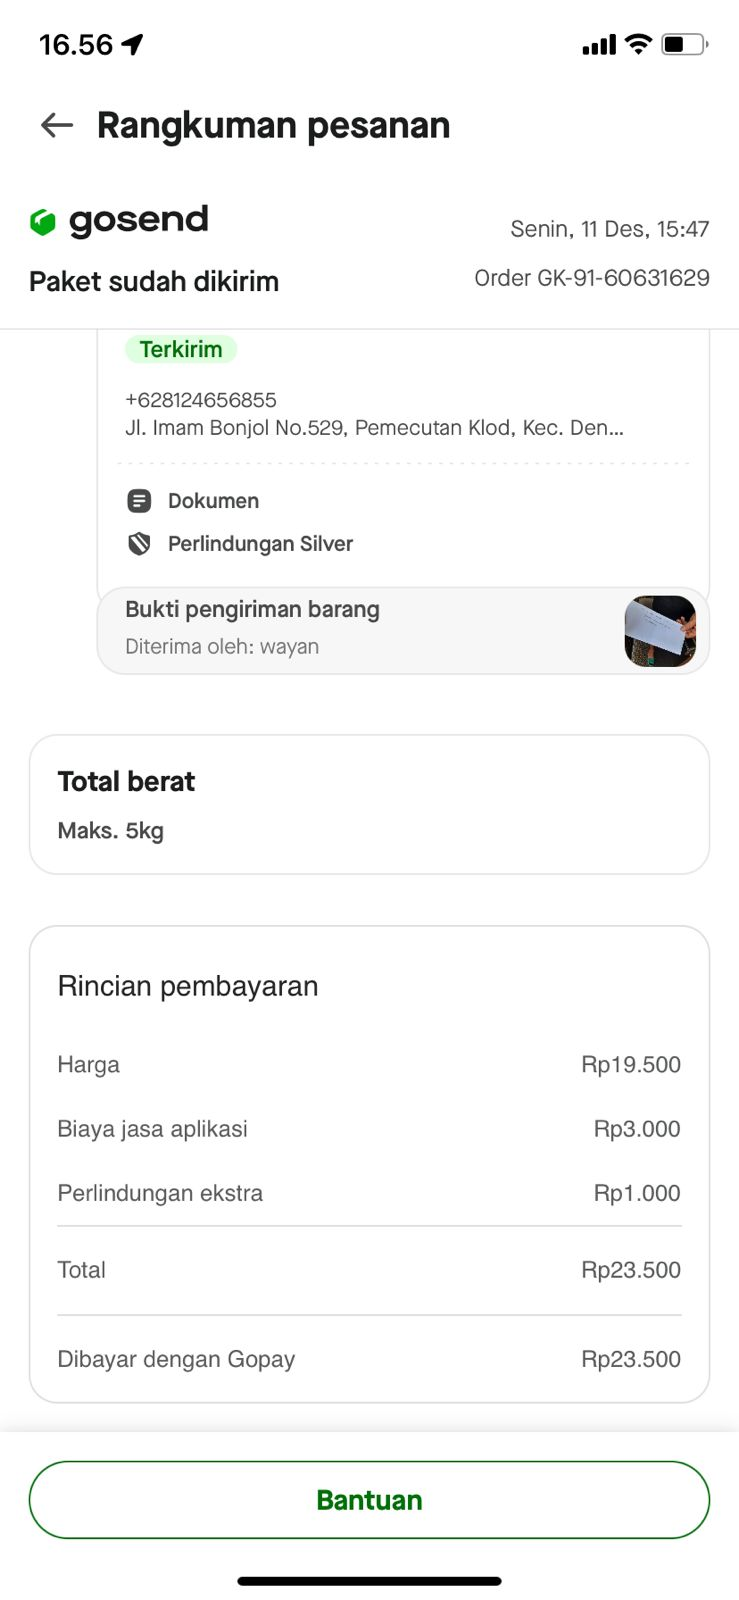 16.56
Rangkuman pesanan
gosend
Senin, 11 Des, 15:47
Paket sudah dikirim
Order GK-91-60631629
Terkirim
+628124656855
Jl. Imam Bonjol No.529, Pemecutan Klod, Kec. Den...
Dokumen
Perlindungan Silver
Bukti pengiriman barang
Diterima oleh: wayan
Total berat
Maks. 5kg
Rincian pembayaran
Harga Rp19.500
Biaya jasa aplikasi Rp3.000
Perlindungan ekstra Rp1.000
Total Rp23.500
Dibayar dengan Gopay Rp23.500
Bantuan